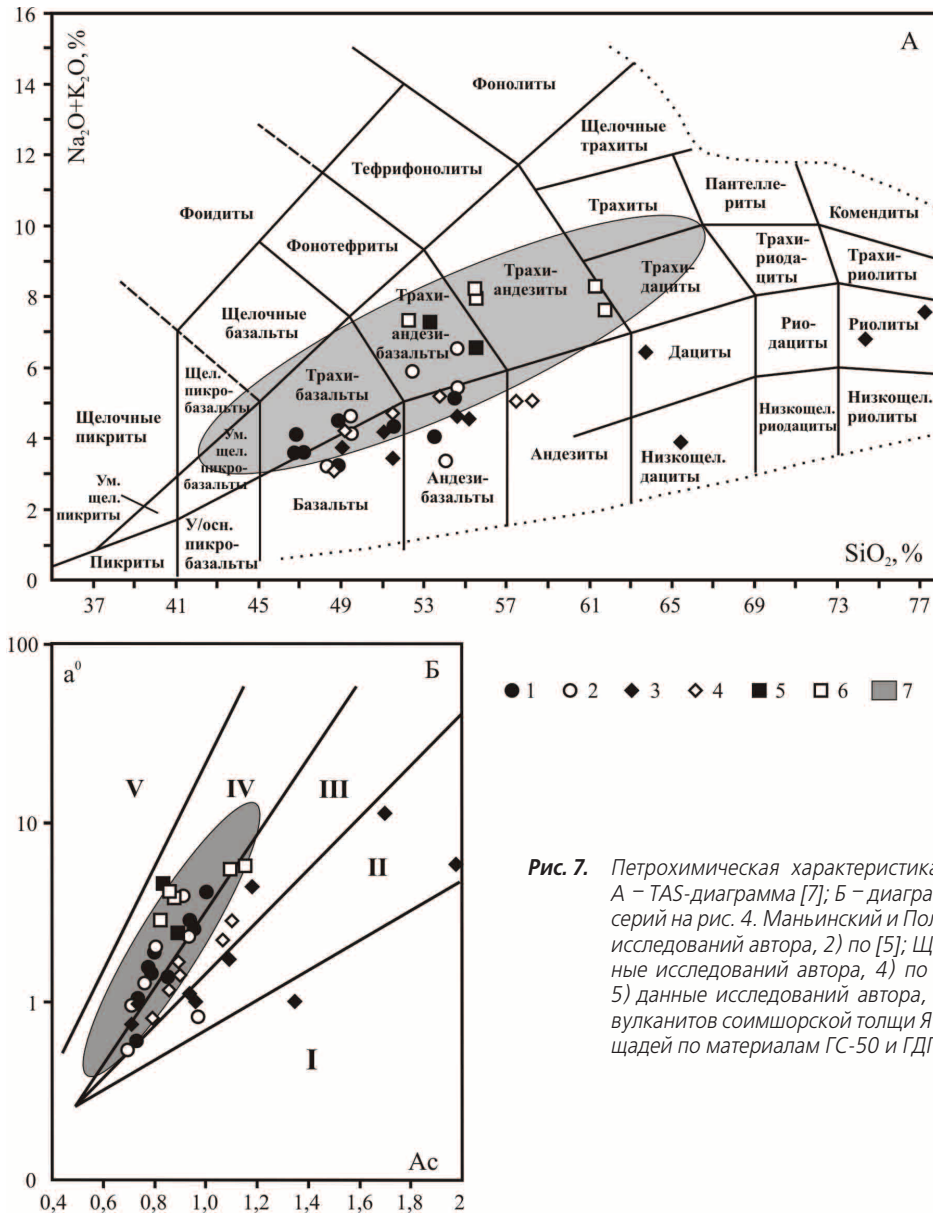 16
14
12
10
8
6
4
2
0
Na₂O+K₂O, %
А
Фонолиты
Щелочные
трахиты
Тефрифонолиты
Пантелле-
риты
Фоидиты
Трахиты
Комендиты
Фонотефриты
Трахи-
андезиты
Трахи-
дациты
Трахи-
риода-
циты
Трахи-
риолиты
Щелочные
базальты
Трахи-
андези-
базальты
Щел.
пикро-
базальты
Трахи-
базальты
Дациты
Рио-
дациты
Риолиты
Щелочные
пикриты
Ум.
щел.
пикро-
базальты
Низкощел.
риодациты
Низкощел.
риолиты
Ум.
щел.
пикриты
Базальты
Андези-
базальты
Андезиты
Низкощел.
дациты
Пикриты
У/осн.
пикро-
базальты
SiO₂, %
37 41 45 49 53 57 61 65 69 73 77
100
10
1
0
a⁰
Б
V IV III
II
I
Ac
0,4 0,6 0,8 1,0 1,2 1,4 1,6 1,8 2
1 2 3 4 5 6 7
Рис. 7. Петрохимическая характеристика
А – TAS-диаграмма [7]; Б – диагра
серий на рис. 4. Маньинский и Пол
исследований автора, 2) по [5]; Щ
ные исследований автора, 4) по
5) данные исследований автора,
вулканитов соимшорской толщи Я
щадей по материалам ГС-50 и ГДГ